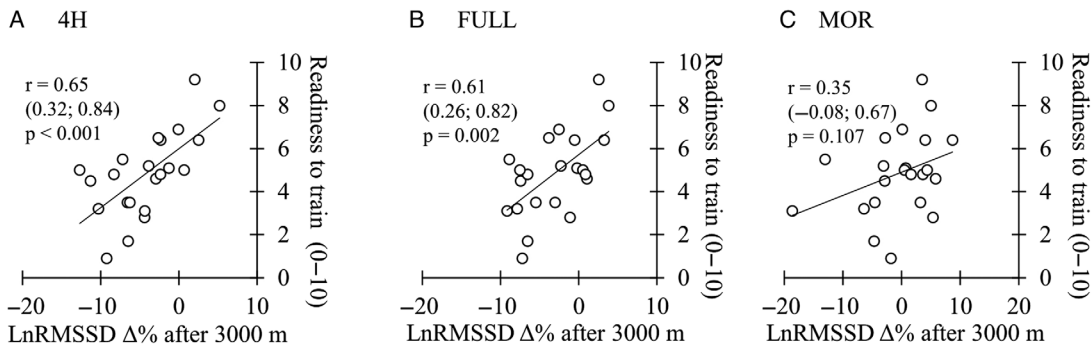 A 4H
r = 0.65
(0.32; 0.84)
p < 0.001
10
8
6
4
2
0
Readiness to train (0–10)
−20 −10 0 10
LnRMSSD Δ% after 3000 m
B FULL
r = 0.61
(0.26; 0.82)
p = 0.002
10
8
6
4
2
0
Readiness to train (0–10)
−20 −10 0 10
LnRMSSD Δ% after 3000 m
C MOR
r = 0.35
(−0.08; 0.67)
p = 0.107
10
8
6
4
2
0
Readiness to train (0–10)
−20 −10 0 10 20
LnRMSSD Δ% after 3000 m